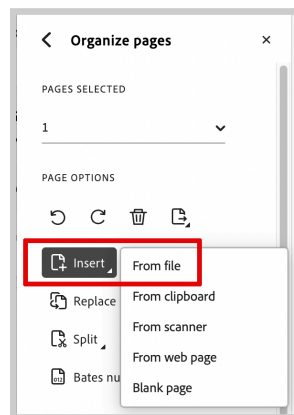 Organize pages
PAGES SELECTED
1
PAGE OPTIONS
Insert
From file
Replace
From clipboard
From scanner
Split
From web page
Bates nu
Blank page